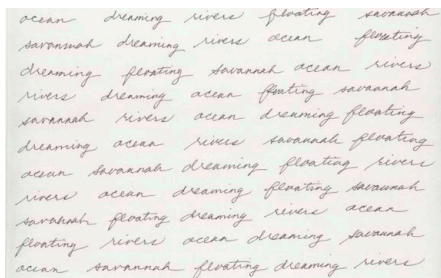 ocean dreaming rivers floating savannah
savannah dreaming rivers ocean floating
dreaming floating savannah ocean rivers
rivers dreaming ocean floating savannah
savannah rivers ocean dreaming floating
dreaming ocean rivers savannah floating
ocean savannah dreaming floating rivers
rivers ocean dreaming floating savannah
savannah floating dreaming rivers ocean
floating rivers ocean dreaming savannah
ocean savannah floating dreaming rivers